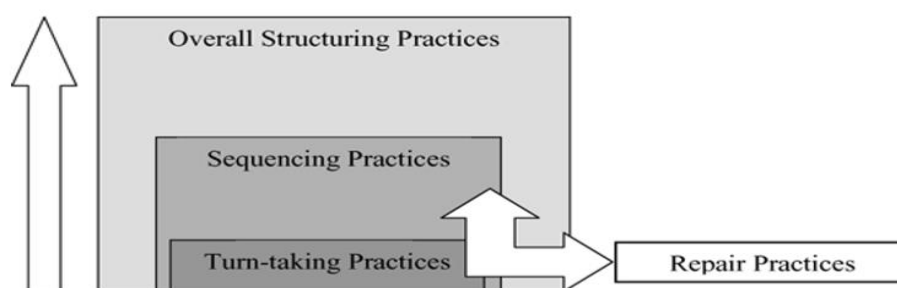 Overall Structuring Practices
Sequencing Practices
Turn-taking Practices
Repair Practices